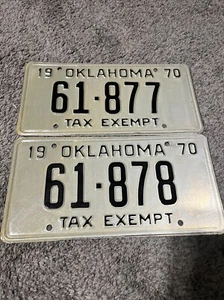 19 OKLAHOMA 70
61-877
TAX EXEMPT
19 OKLAHOMA 70
61-878
TAX EXEMPT